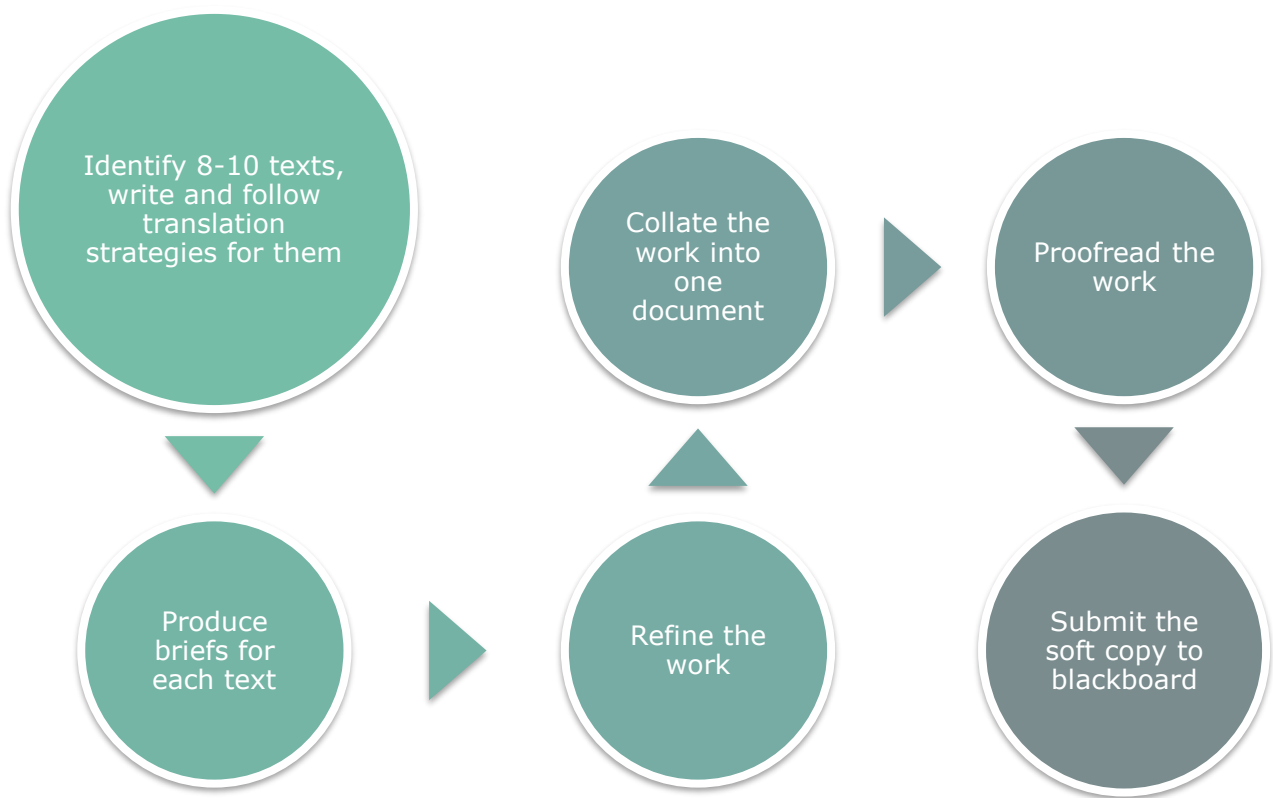 Identify 8-10 texts,
write and follow
translation
strategies for them
Produce
briefs for
each text
Refine the
work
Collate the
work into
one
document
Proofread the
work
Submit the
soft copy to
blackboard